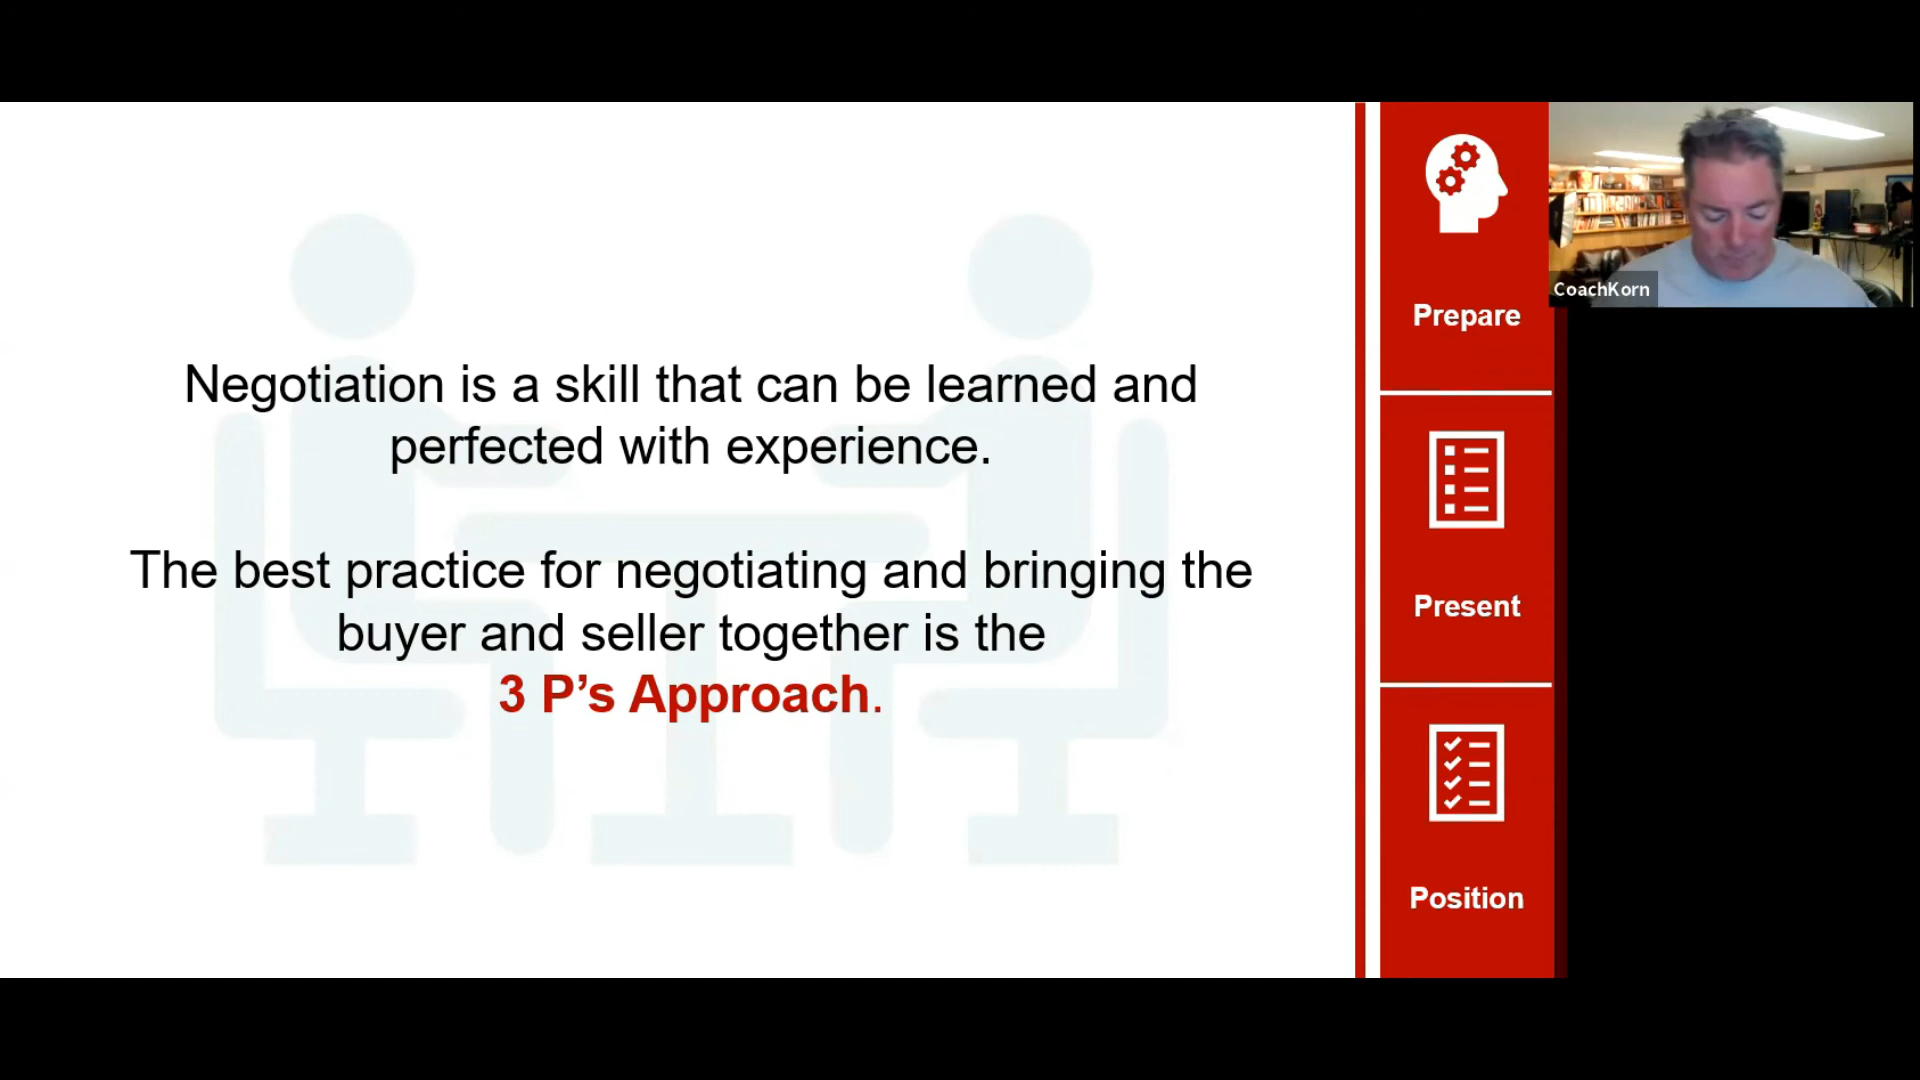 Negotiation is a skill that can be learned and
perfected with experience.
The best practice for negotiating and bringing the
buyer and seller together is the
3 P’s Approach.
Prepare
Present
Position
CoachKorn